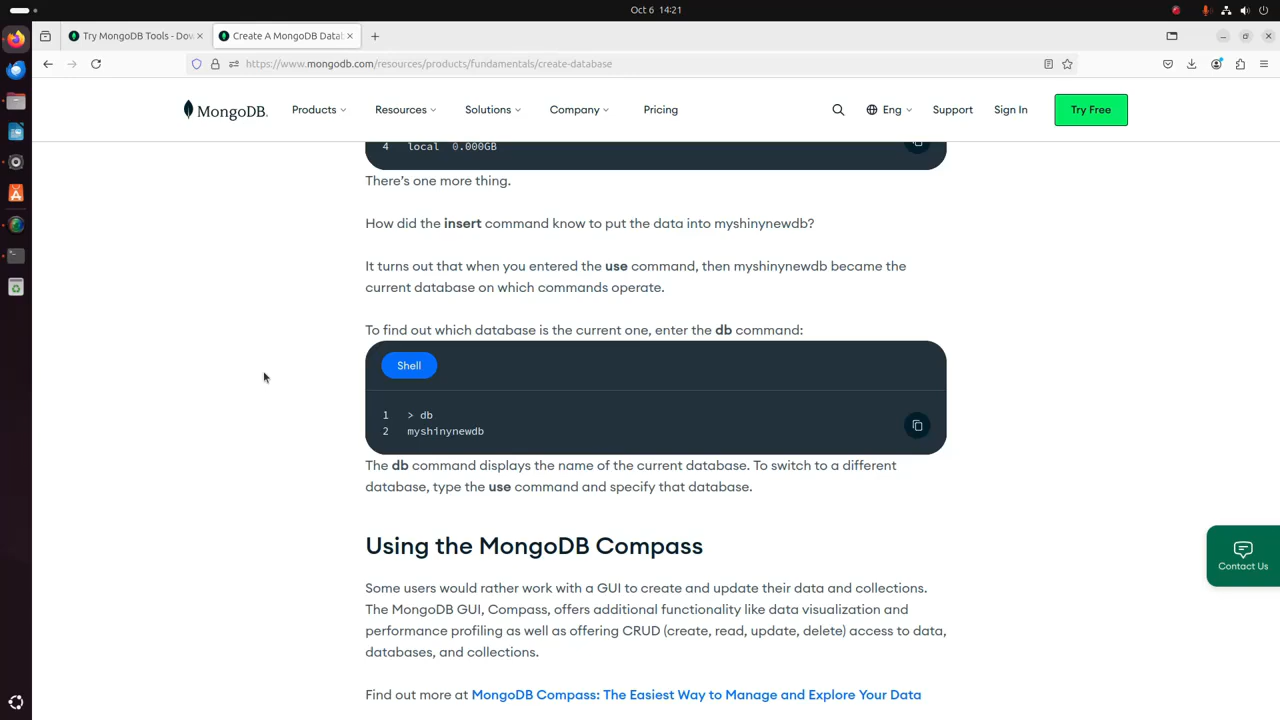 Oct 6 14:21
Try MongoDB Tools - Dow
Create A MongoDB Datab
https://www.mongodb.com/resources/products/fundamentals/create-database
MongoDB.
Products
Resources
Solutions
Company
Pricing
Eng
Support
Sign In
Try Free
4 local 0.000GB
There’s one more thing.
How did the insert command know to put the data into myshinynewdb?
It turns out that when you entered the use command, then myshinynewdb became the
current database on which commands operate.
To find out which database is the current one, enter the db command:
Shell
1 > db
2 myshinynewdb
The db command displays the name of the current database. To switch to a different
database, type the use command and specify that database.
Using the MongoDB Compass
Some users would rather work with a GUI to create and update their data and collections.
The MongoDB GUI, Compass, offers additional functionality like data visualization and
performance profiling as well as offering CRUD (create, read, update, delete) access to data,
databases, and collections.
Find out more at MongoDB Compass: The Easiest Way to Manage and Explore Your Data
Contact Us